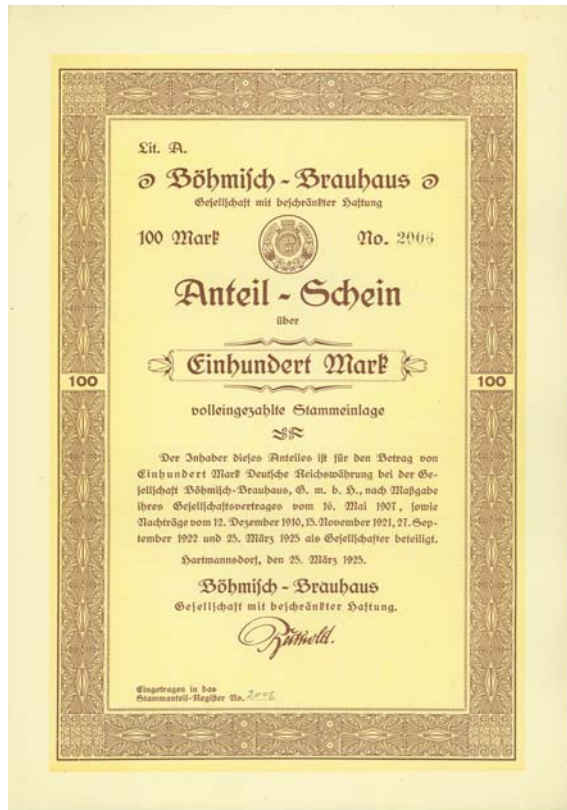 Lit. A.
Böhmisch-Brauhaus
Gesellschaft mit beschränkter Haftung
100 Mark No. 2006
Anteil-Schein
über
Einhundert Mark
100 100
volleingezahlte Stammeinlage
Der Inhaber dieses Anteiles ist für den Betrag von
Einhundert Mark Deutsche Reichswährung bei der Ge-
sellschaft Böhmisch-Brauhaus, G. m. b. H., nach Maßgabe
ihres Gesellschaftsvertrages vom 16. Mai 1907, sowie
Nachträge vom 12. Dezember 1910, 15. November 1921, 27. Sep-
tember 1922 und 25. März 1925 als Gesellschafter beteiligt.
Hartmannsdorf, den 25. März 1925.
Böhmisch-Brauhaus
Gesellschaft mit beschränkter Haftung.
Eingetragen in das
Stammanteil-Register No. 2006